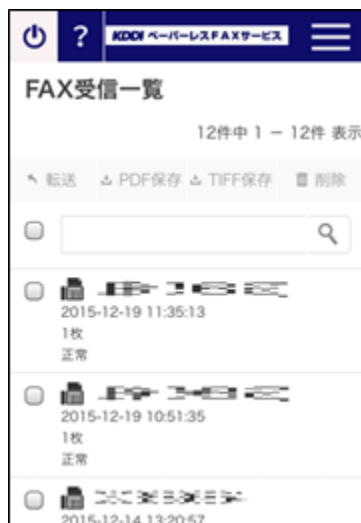 ?
KDDI ペーパーレスFAXサービス
FAX受信一覧
12件中 1 − 12件 表示
転送 PDF保存 TIFF保存 削除
2015-12-19 11:35:13
1枚
正常
2015-12-19 10:51:35
1枚
正常
2015-12-14 13:20:57